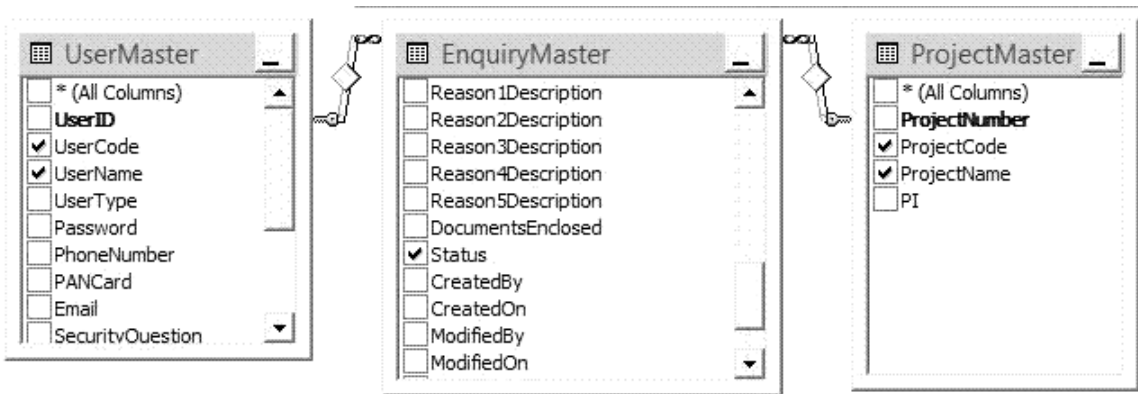 UserMaster
* (All Columns)
UserID
UserCode
UserName
UserType
Password
PhoneNumber
PANCard
Email
SecurityQuestion
EnquiryMaster
Reason1Description
Reason2Description
Reason3Description
Reason4Description
Reason5Description
DocumentsEnclosed
Status
CreatedBy
CreatedOn
ModifiedBy
ModifiedOn
ProjectMaster
* (All Columns)
ProjectNumber
ProjectCode
ProjectName
PI